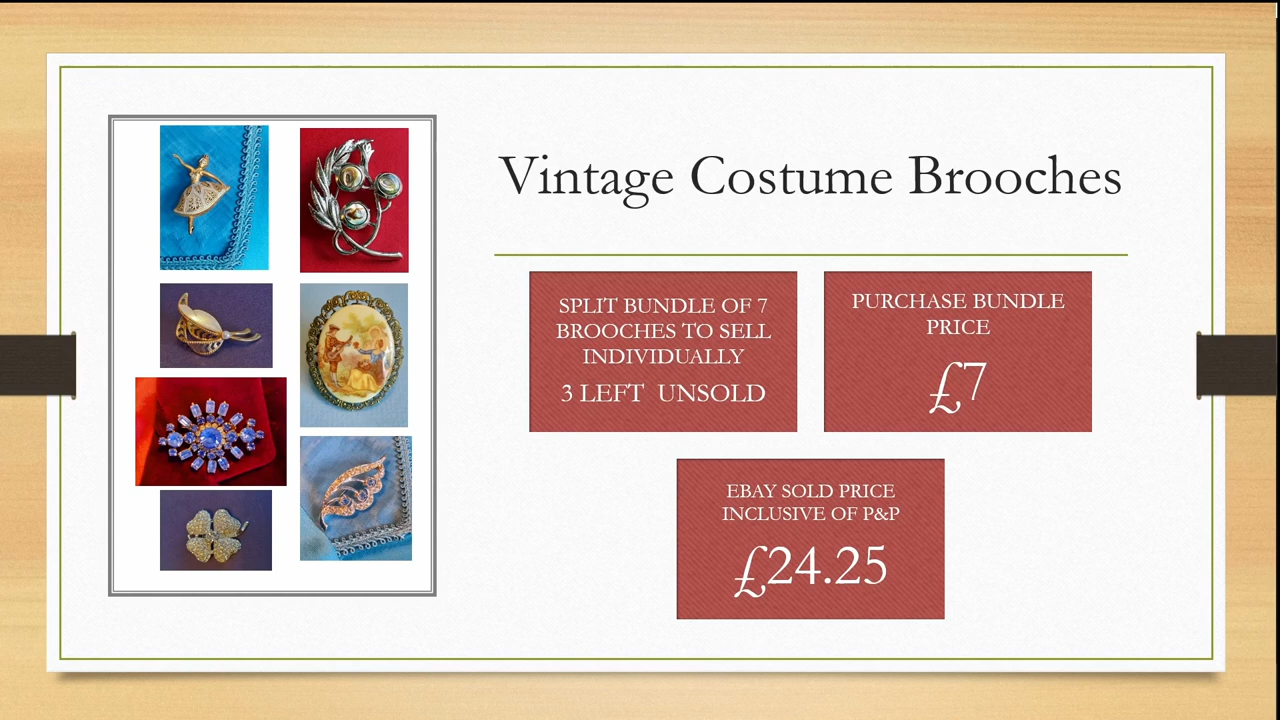 Vintage Costume Brooches
SPLIT BUNDLE OF 7
BROOCHES TO SELL
INDIVIDUALLY
3 LEFT UNSOLD
PURCHASE BUNDLE
PRICE
£7
EBAY SOLD PRICE
INCLUSIVE OF P&P
£24.25